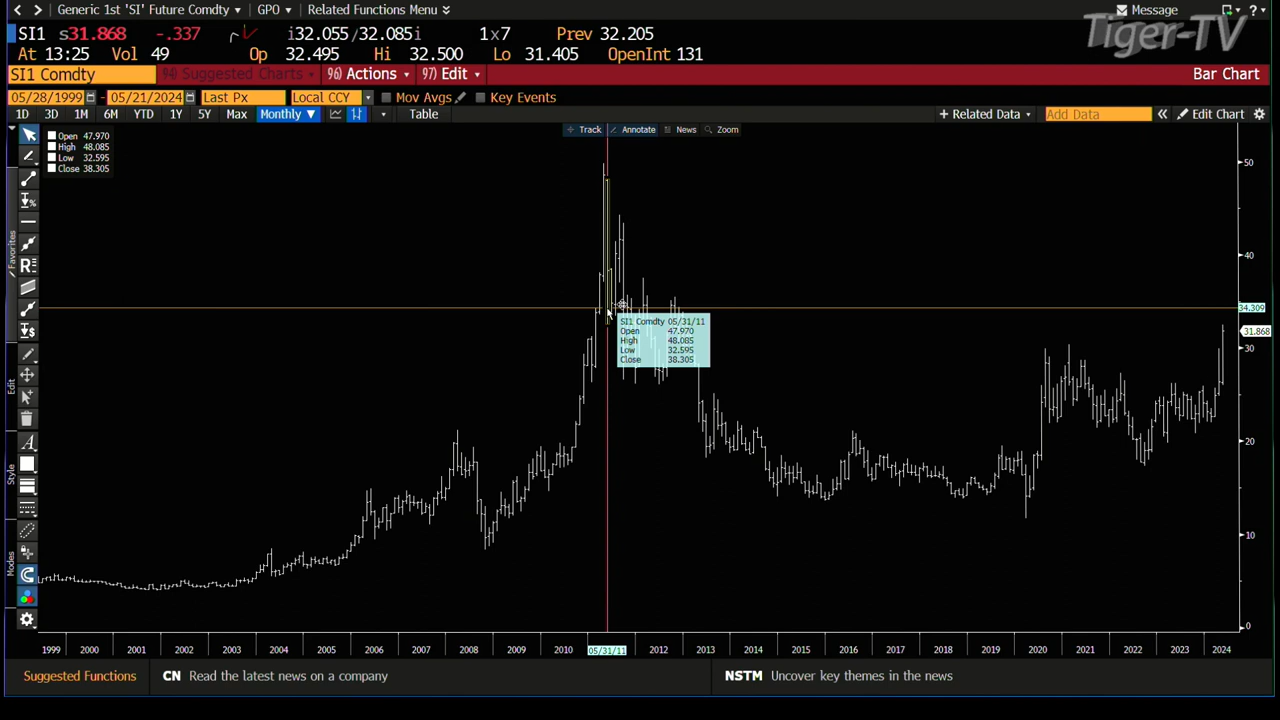 Generic 1st 'SI' Future Comdty GPO Related Functions Menu Message ?
Tiger-TV
SI1 s31.868 -.337 i32.055/32.085i 1x7 Prev 32.205
At 13:25 Vol 49 Op 32.495 Hi 32.500 Lo 31.405 OpenInt 131
SI1 Comdty 94) Suggested Charts 96) Actions 97) Edit Bar Chart
05/28/1999 - 05/21/2024 Last Px Local CCY Mov Avgs Key Events
1D 3D 1M 6M YTD 1Y 5Y Max Monthly ▼ Table + Related Data Add Data « Edit Chart
Track Annotate News Zoom
Open 47.970
High 48.085
Low 32.595
Close 38.305
Favorites
Edit
Style
Modes
50
40
34.309
31.868
30
20
10
0
SI1 Comdty 05/31/11
Open 47.970
High 48.085
Low 32.595
Close 38.305
1999 2000 2001 2002 2003 2004 2005 2006 2007 2008 2009 2010 05/31/11 2012 2013 2014 2015 2016 2017 2018 2019 2020 2021 2022 2023 2024
Suggested Functions CN Read the latest news on a company NSTM Uncover key themes in the news